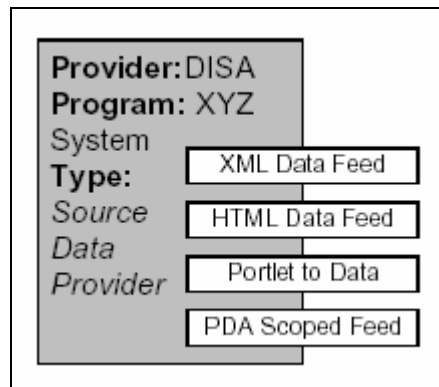 Provider:DISA
Program: XYZ
System
Type:
Source
Data
Provider
XML Data Feed
HTML Data Feed
Portlet to Data
PDA Scoped Feed